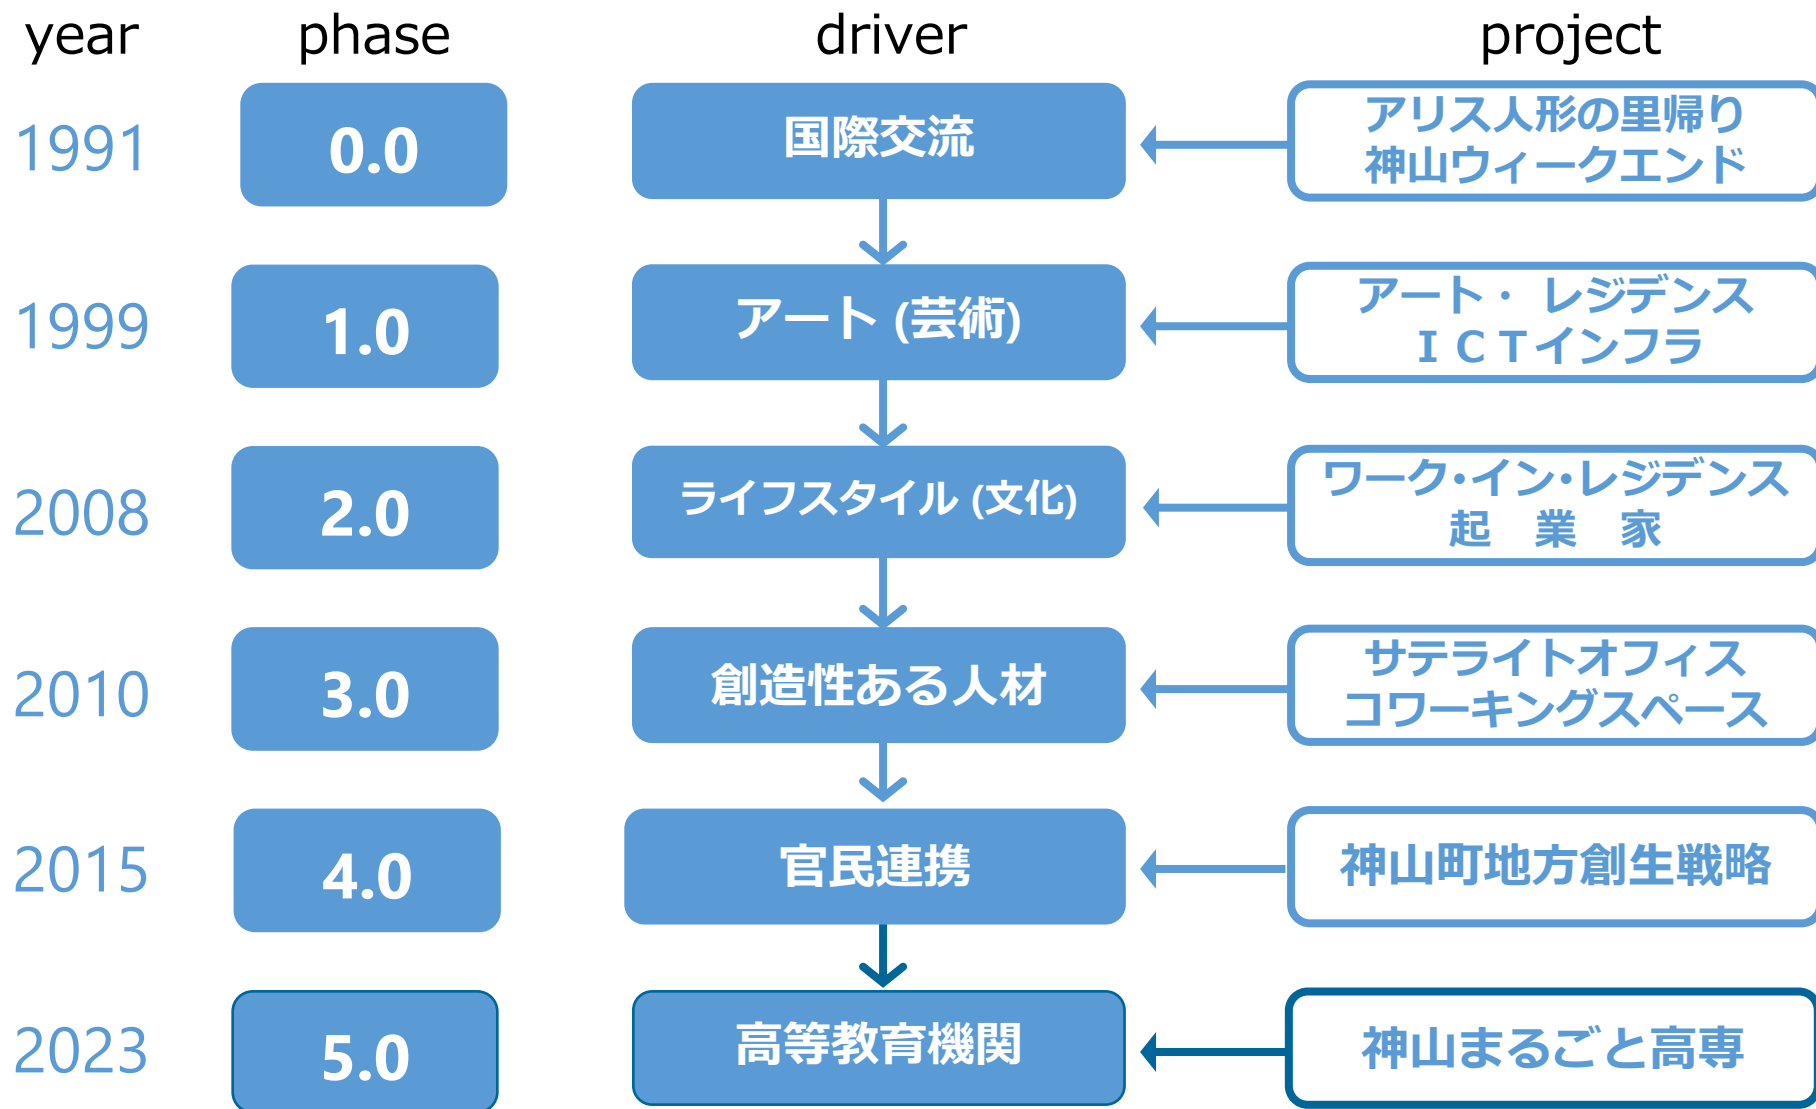 year phase driver project
1991 0.0 国際交流 アリス人形の里帰り
神山ウィークエンド
1999 1.0 アート (芸術) アート・ レジデンス
ＩＣＴインフラ
2008 2.0 ライフスタイル (文化) ワーク・イン・レジデンス
起　業　家
2010 3.0 創造性ある人材 サテライトオフィス
コワーキングスペース
2015 4.0 官民連携 神山町地方創生戦略
2023 5.0 高等教育機関 神山まるごと高専